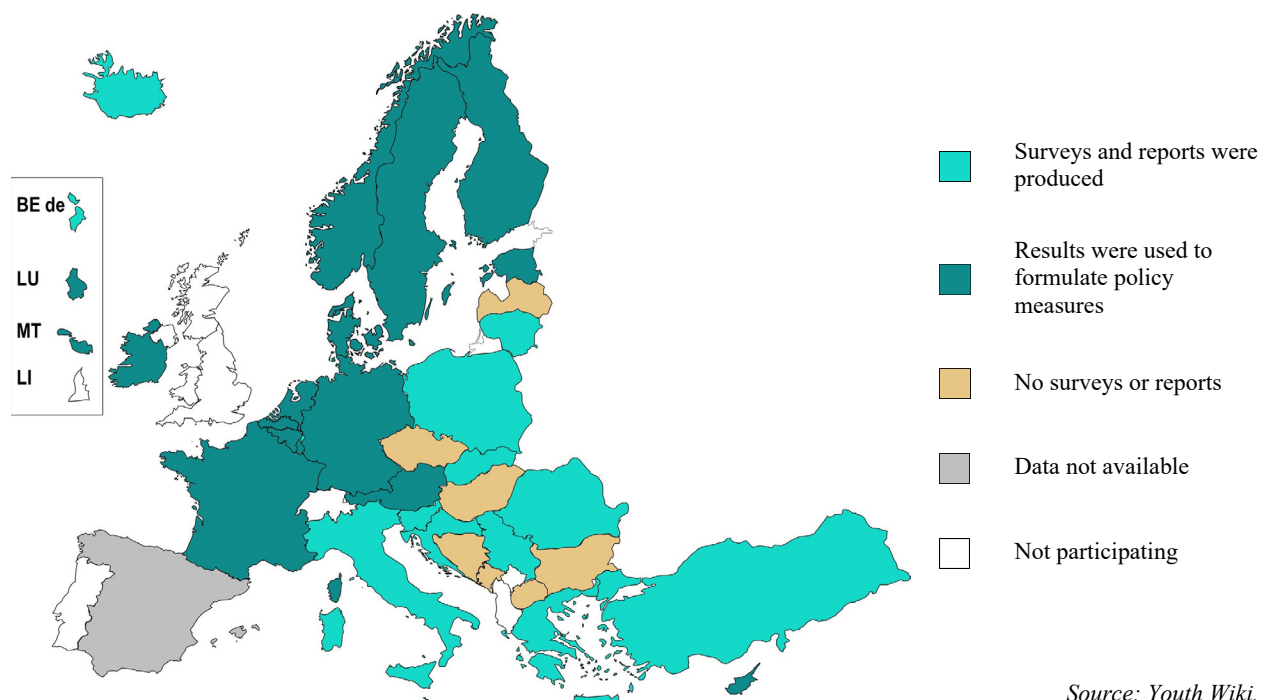 BE de
LU
MT
LI
Surveys and reports were
produced
Results were used to
formulate policy
measures
No surveys or reports
Data not available
Not participating
Source: Youth Wiki.